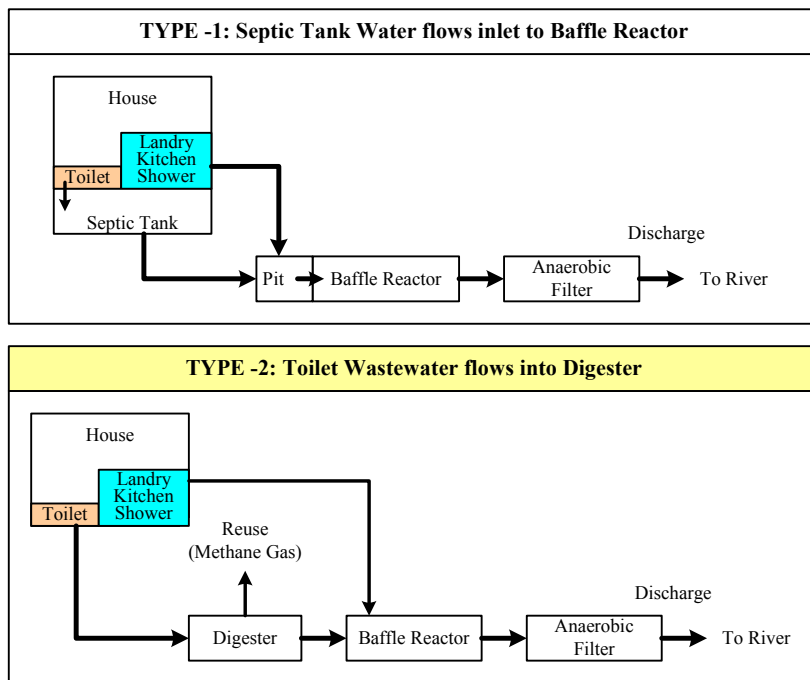 TYPE -1: Septic Tank Water flows inlet to Baffle Reactor
House
Landry
Kitchen
Shower
Toilet
Septic Tank
Discharge
Pit
Baffle Reactor
Anaerobic
Filter
To River
TYPE -2: Toilet Wastewater flows into Digester
House
Landry
Kitchen
Shower
Toilet
Reuse
(Methane Gas)
Discharge
Digester
Baffle Reactor
Anaerobic
Filter
To River